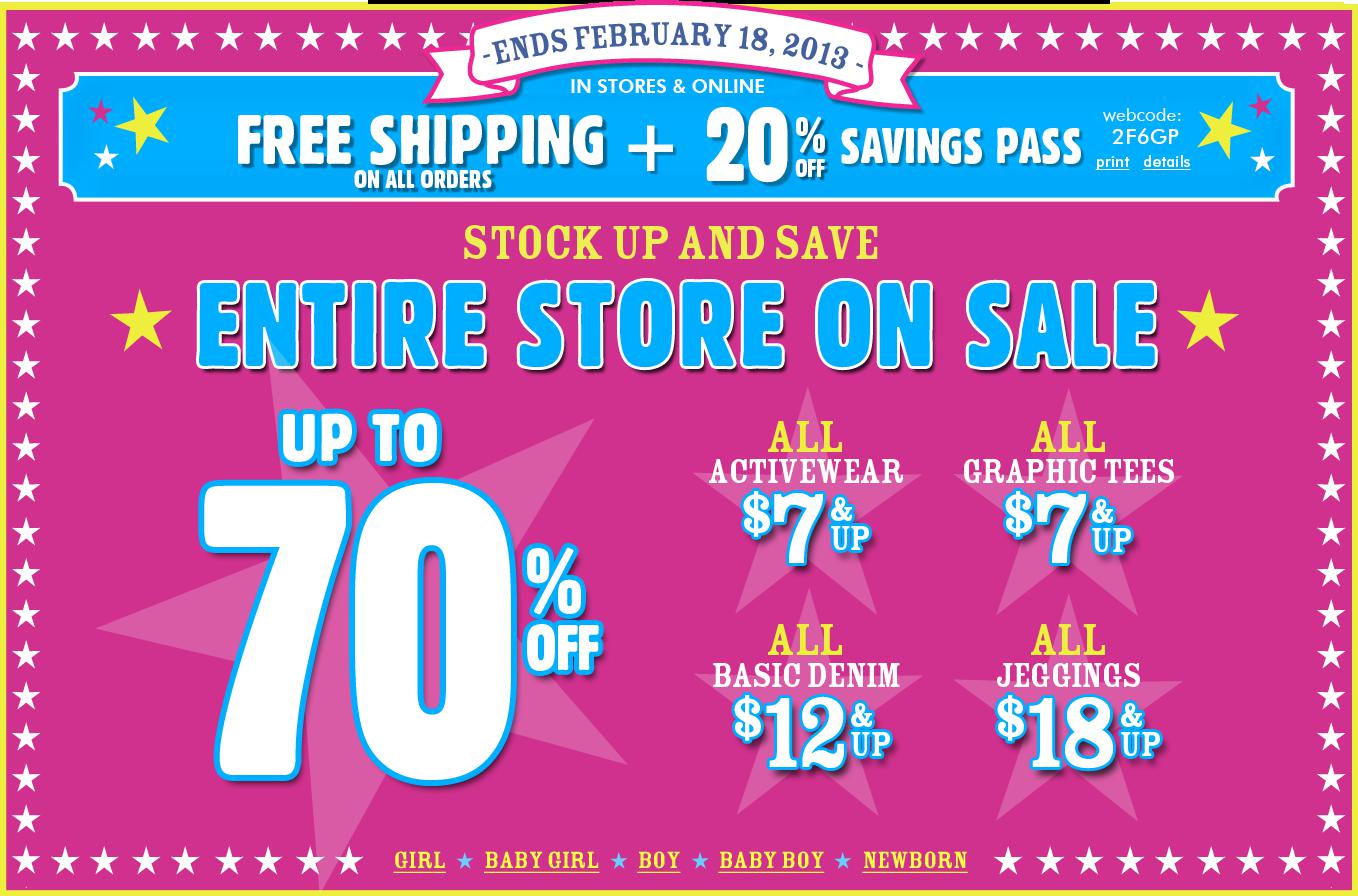 -ENDS FEBRUARY 18, 2013 -
IN STORES & ONLINE
FREE SHIPPING + 20% OFF SAVINGS PASS
ON ALL ORDERS
webcode:
2F6GP
print details
STOCK UP AND SAVE
ENTIRE STORE ON SALE
UP TO
70% OFF
ALL
ACTIVEWEAR
$7 & UP
ALL
GRAPHIC TEES
$7 & UP
ALL
BASIC DENIM
$12 & UP
ALL
JEGGINGS
$18 & UP
GIRL ★ BABY GIRL ★ BOY ★ BABY BOY ★ NEWBORN